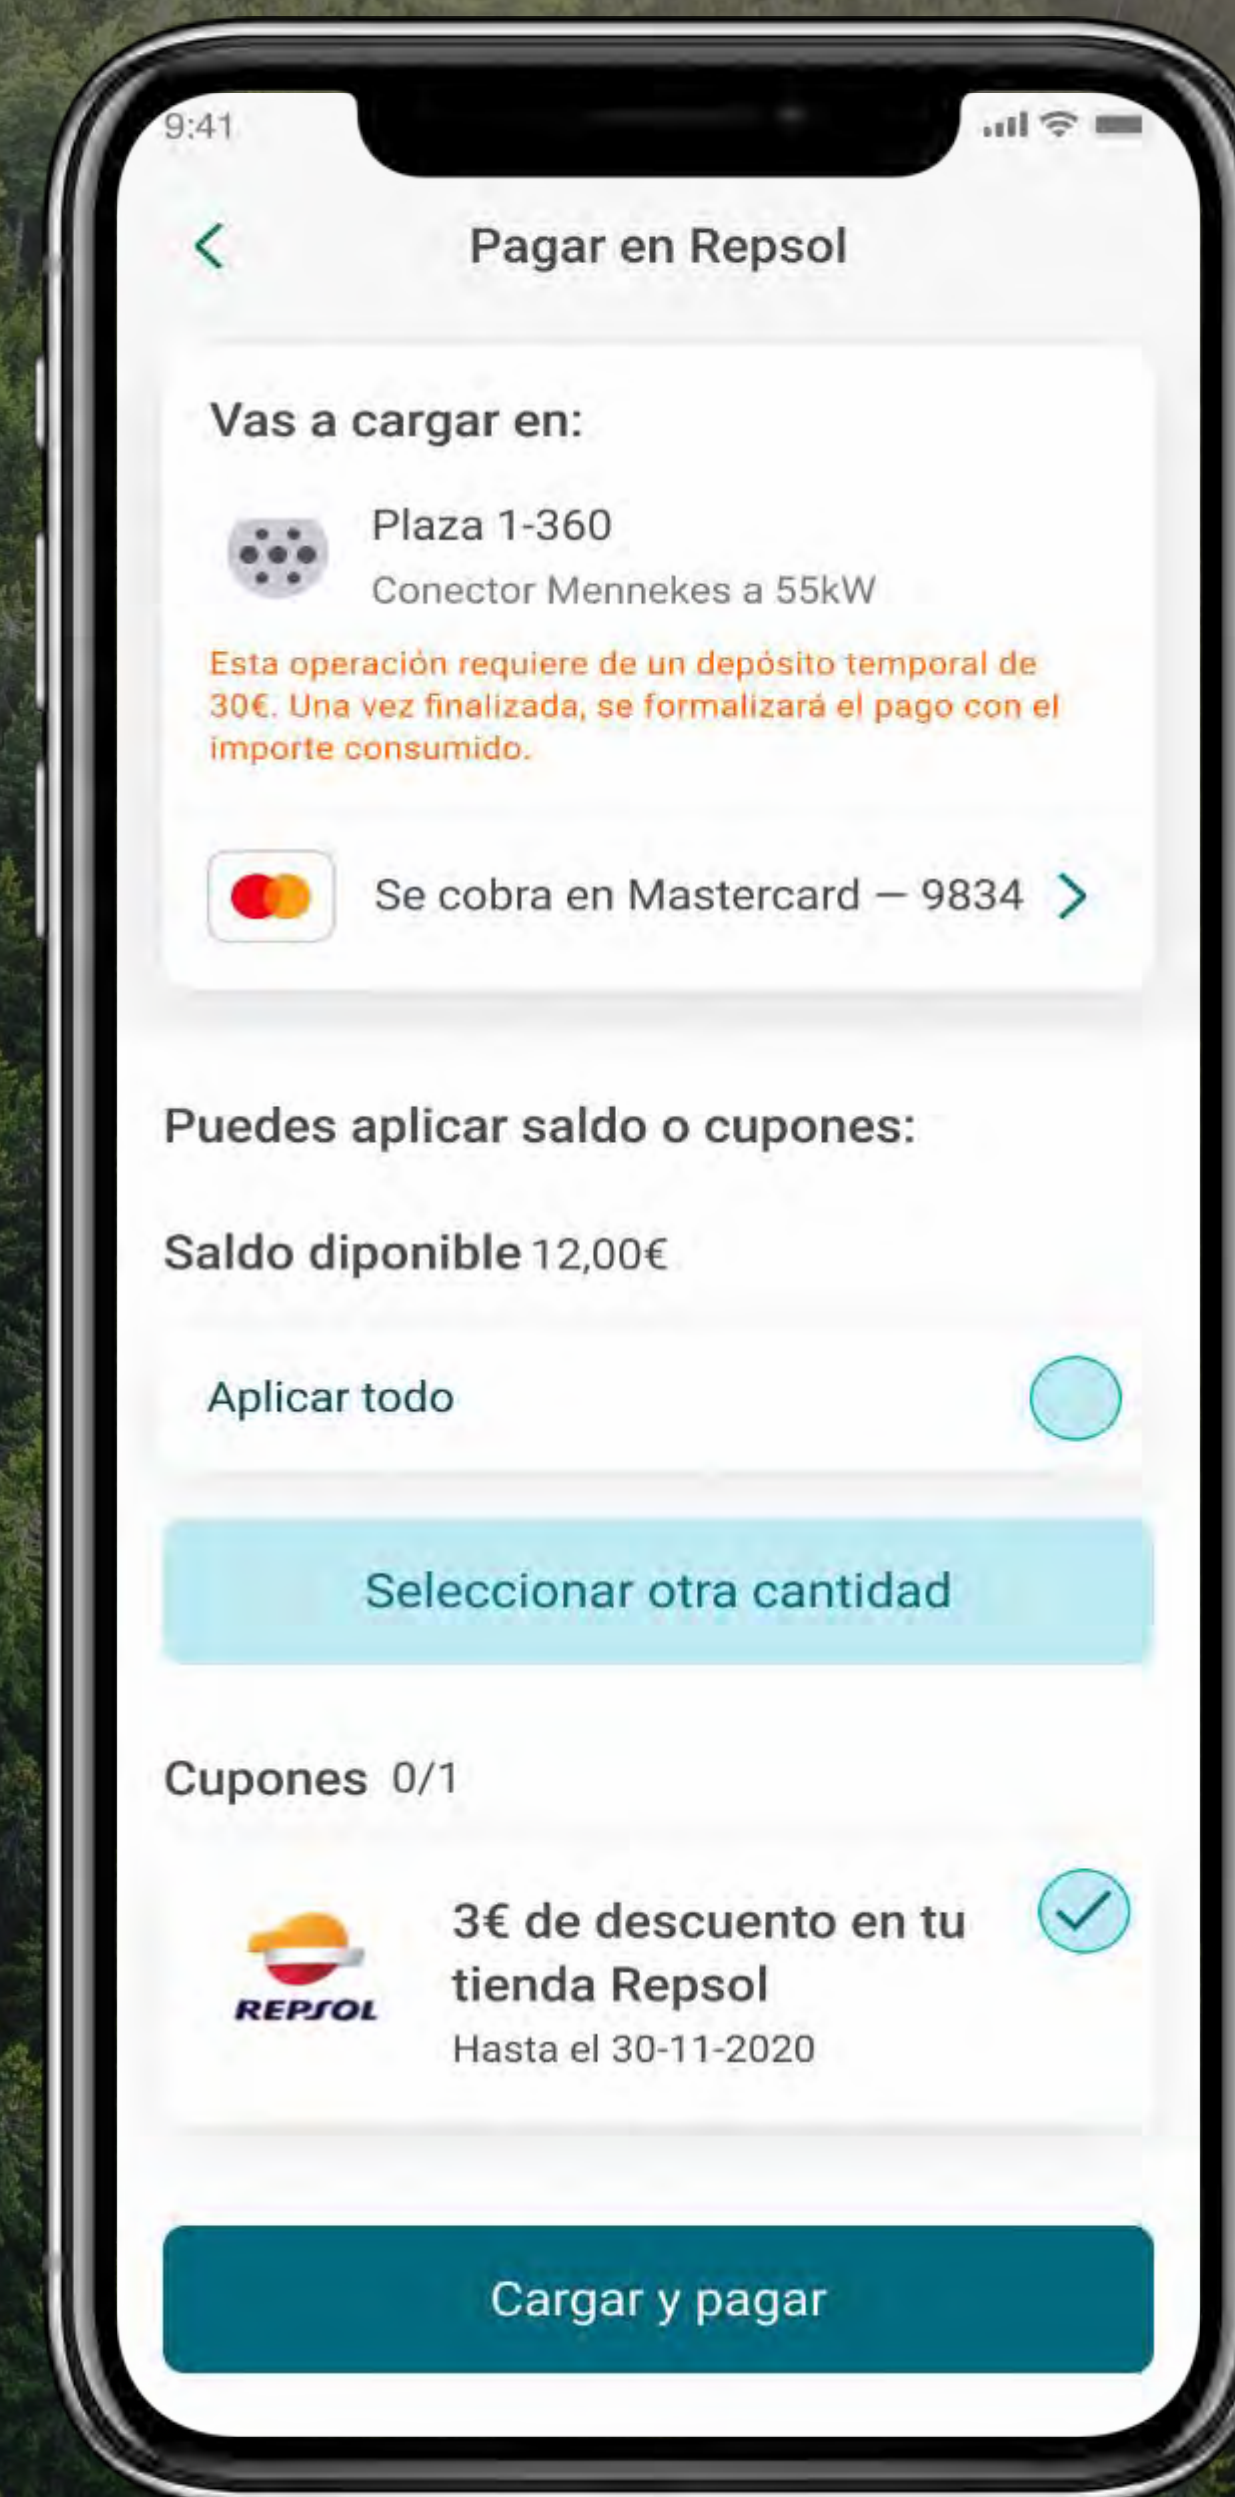 9:41
Pagar en Repsol
Vas a cargar en:
Plaza 1-360
Conector Mennekes a 55kW
Esta operación requiere de un depósito temporal de
30€. Una vez finalizada, se formalizará el pago con el
importe consumido.
Se cobra en Mastercard — 9834
Puedes aplicar saldo o cupones:
Saldo diponible 12,00€
Aplicar todo
Seleccionar otra cantidad
Cupones 0/1
3€ de descuento en tu
tienda Repsol
REPSOL
Hasta el 30-11-2020
Cargar y pagar